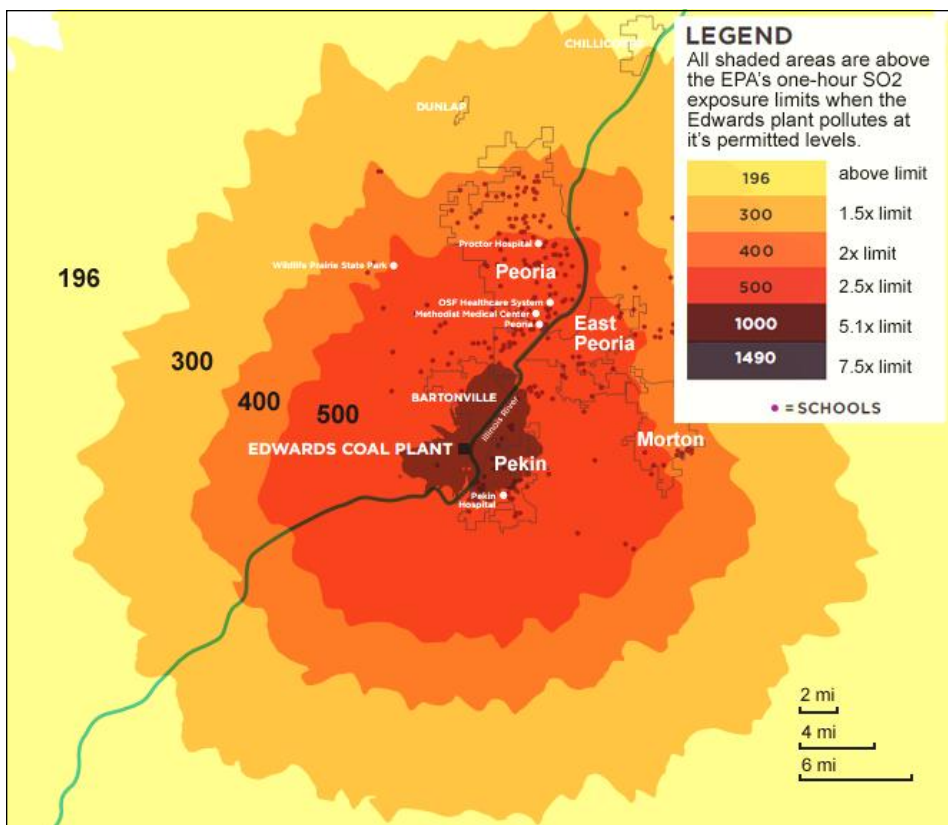 CHILLICOTHE
DUNLAP
LEGEND
All shaded areas are above
the EPA's one-hour SO2
exposure limits when the
Edwards plant pollutes at
it's permitted levels.
196 above limit
300 1.5x limit
400 2x limit
500 2.5x limit
1000 5.1x limit
1490 7.5x limit
• = SCHOOLS
Proctor Hospital
Wildlife Prairie State Park
Peoria
196
OSF Healthcare System
Methodist Medical Center
Peoria
East
Peoria
300
400
500
BARTONVILLE
Illinois River
EDWARDS COAL PLANT
Morton
Pekin
Pekin
Hospital
2 mi
4 mi
6 mi